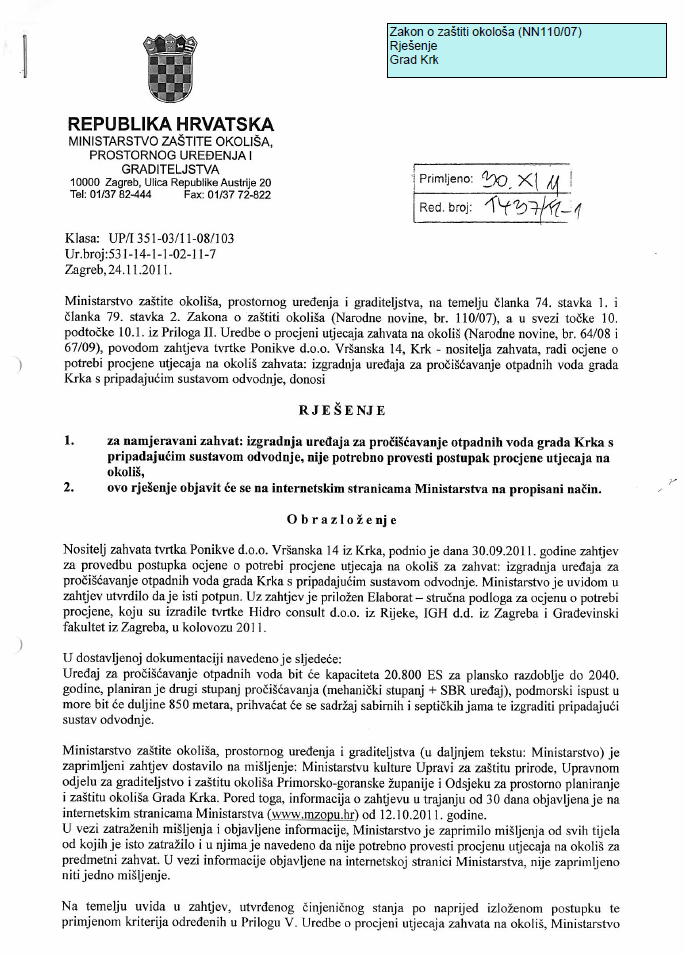 Zakon o zaštiti okološa (NN110/07)
Rješenje
Grad Krk
REPUBLIKA HRVATSKA
MINISTARSTVO ZAŠTITE OKOLIŠA,
PROSTORNOG UREĐENJA I
GRADITELJSTVA
10000 Zagreb, Ulica Republike Austrije 20
Tel: 01/37 82-444 Fax: 01/37 72-822
Primljeno: 30. XI 11
Red. broj: 1437/11-1
Klasa: UP/I 351-03/11-08/103
Ur.broj:531-14-1-1-02-11-7
Zagreb,24.11.2011.
Ministarstvo zaštite okoliša, prostornog uređenja i graditeljstva, na temelju članka 74. stavka 1. i
članka 79. stavka 2. Zakona o zaštiti okoliša (Narodne novine, br. 110/07), a u svezi točke 10.
podtočke 10.1. iz Priloga II. Uredbe o procjeni utjecaja zahvata na okoliš (Narodne novine, br. 64/08 i
67/09), povodom zahtjeva tvrtke Ponikve d.o.o. Vršanska 14, Krk - nositelja zahvata, radi ocjene o
potrebi procjene utjecaja na okoliš zahvata: izgradnja uređaja za pročišćavanje otpadnih voda grada
Krka s pripadajućim sustavom odvodnje, donosi
R J E Š E N J E
1. za namjeravani zahvat: izgradnja uređaja za pročišćavanje otpadnih voda grada Krka s
pripadajućim sustavom odvodnje, nije potrebno provesti postupak procjene utjecaja na
okoliš,
2. ovo rješenje objavit će se na internetskim stranicama Ministarstva na propisani način.
O b r a z l o ž e nj e
Nositelj zahvata tvrtka Ponikve d.o.o. Vršanska 14 iz Krka, podnio je dana 30.09.2011. godine zahtjev
za provedbu postupka ocjene o potrebi procjene utjecaja na okoliš za zahvat: izgradnja uređaja za
pročišćavanje otpadnih voda grada Krka s pripadajućim sustavom odvodnje. Ministarstvo je uvidom u
zahtjev utvrdilo da je isti potpun. Uz zahtjev je priložen Elaborat – stručna podloga za ocjenu o potrebi
procjene, koju su izradile tvrtke Hidro consult d.o.o. iz Rijeke, IGH d.d. iz Zagreba i Građevinski
fakultet iz Zagreba, u kolovozu 2011.
U dostavljenoj dokumentaciji navedeno je sljedeće:
Uređaj za pročišćavanje otpadnih voda bit će kapaciteta 20.800 ES za plansko razdoblje do 2040.
godine, planiran je drugi stupanj pročišćavanja (mehanički stupanj + SBR uređaj), podmorski ispust u
more bit će duljine 850 metara, prihvaćat će se sadržaj sabirnih i septičkih jama te izgraditi pripadajući
sustav odvodnje.
Ministarstvo zaštite okoliša, prostornog uređenja i graditeljstva (u daljnjem tekstu: Ministarstvo) je
zaprimljeni zahtjev dostavilo na mišljenje: Ministarstvu kulture Upravi za zaštitu prirode, Upravnom
odjelu za graditeljstvo i zaštitu okoliša Primorsko-goranske županije i Odsjeku za prostorno planiranje
i zaštitu okoliša Grada Krka. Pored toga, informacija o zahtjevu u trajanju od 30 dana objavljena je na
internetskim stranicama Ministarstva (www.mzopu.hr) od 12.10.2011. godine.
U vezi zatraženih mišljenja i objavljene informacije, Ministarstvo je zaprimilo mišljenja od svih tijela
od kojih je isto zatražilo i u njima je navedeno da nije potrebno provesti procjenu utjecaja na okoliš za
predmetni zahvat. U vezi informacije objavljene na internetskoj stranici Ministarstva, nije zaprimljeno
niti jedno mišljenje.
Na temelju uvida u zahtjev, utvrđenog činjeničnog stanja po naprijed izloženom postupku te
primjenom kriterija određenih u Prilogu V. Uredbe o procjeni utjecaja zahvata na okoliš, Ministarstvo